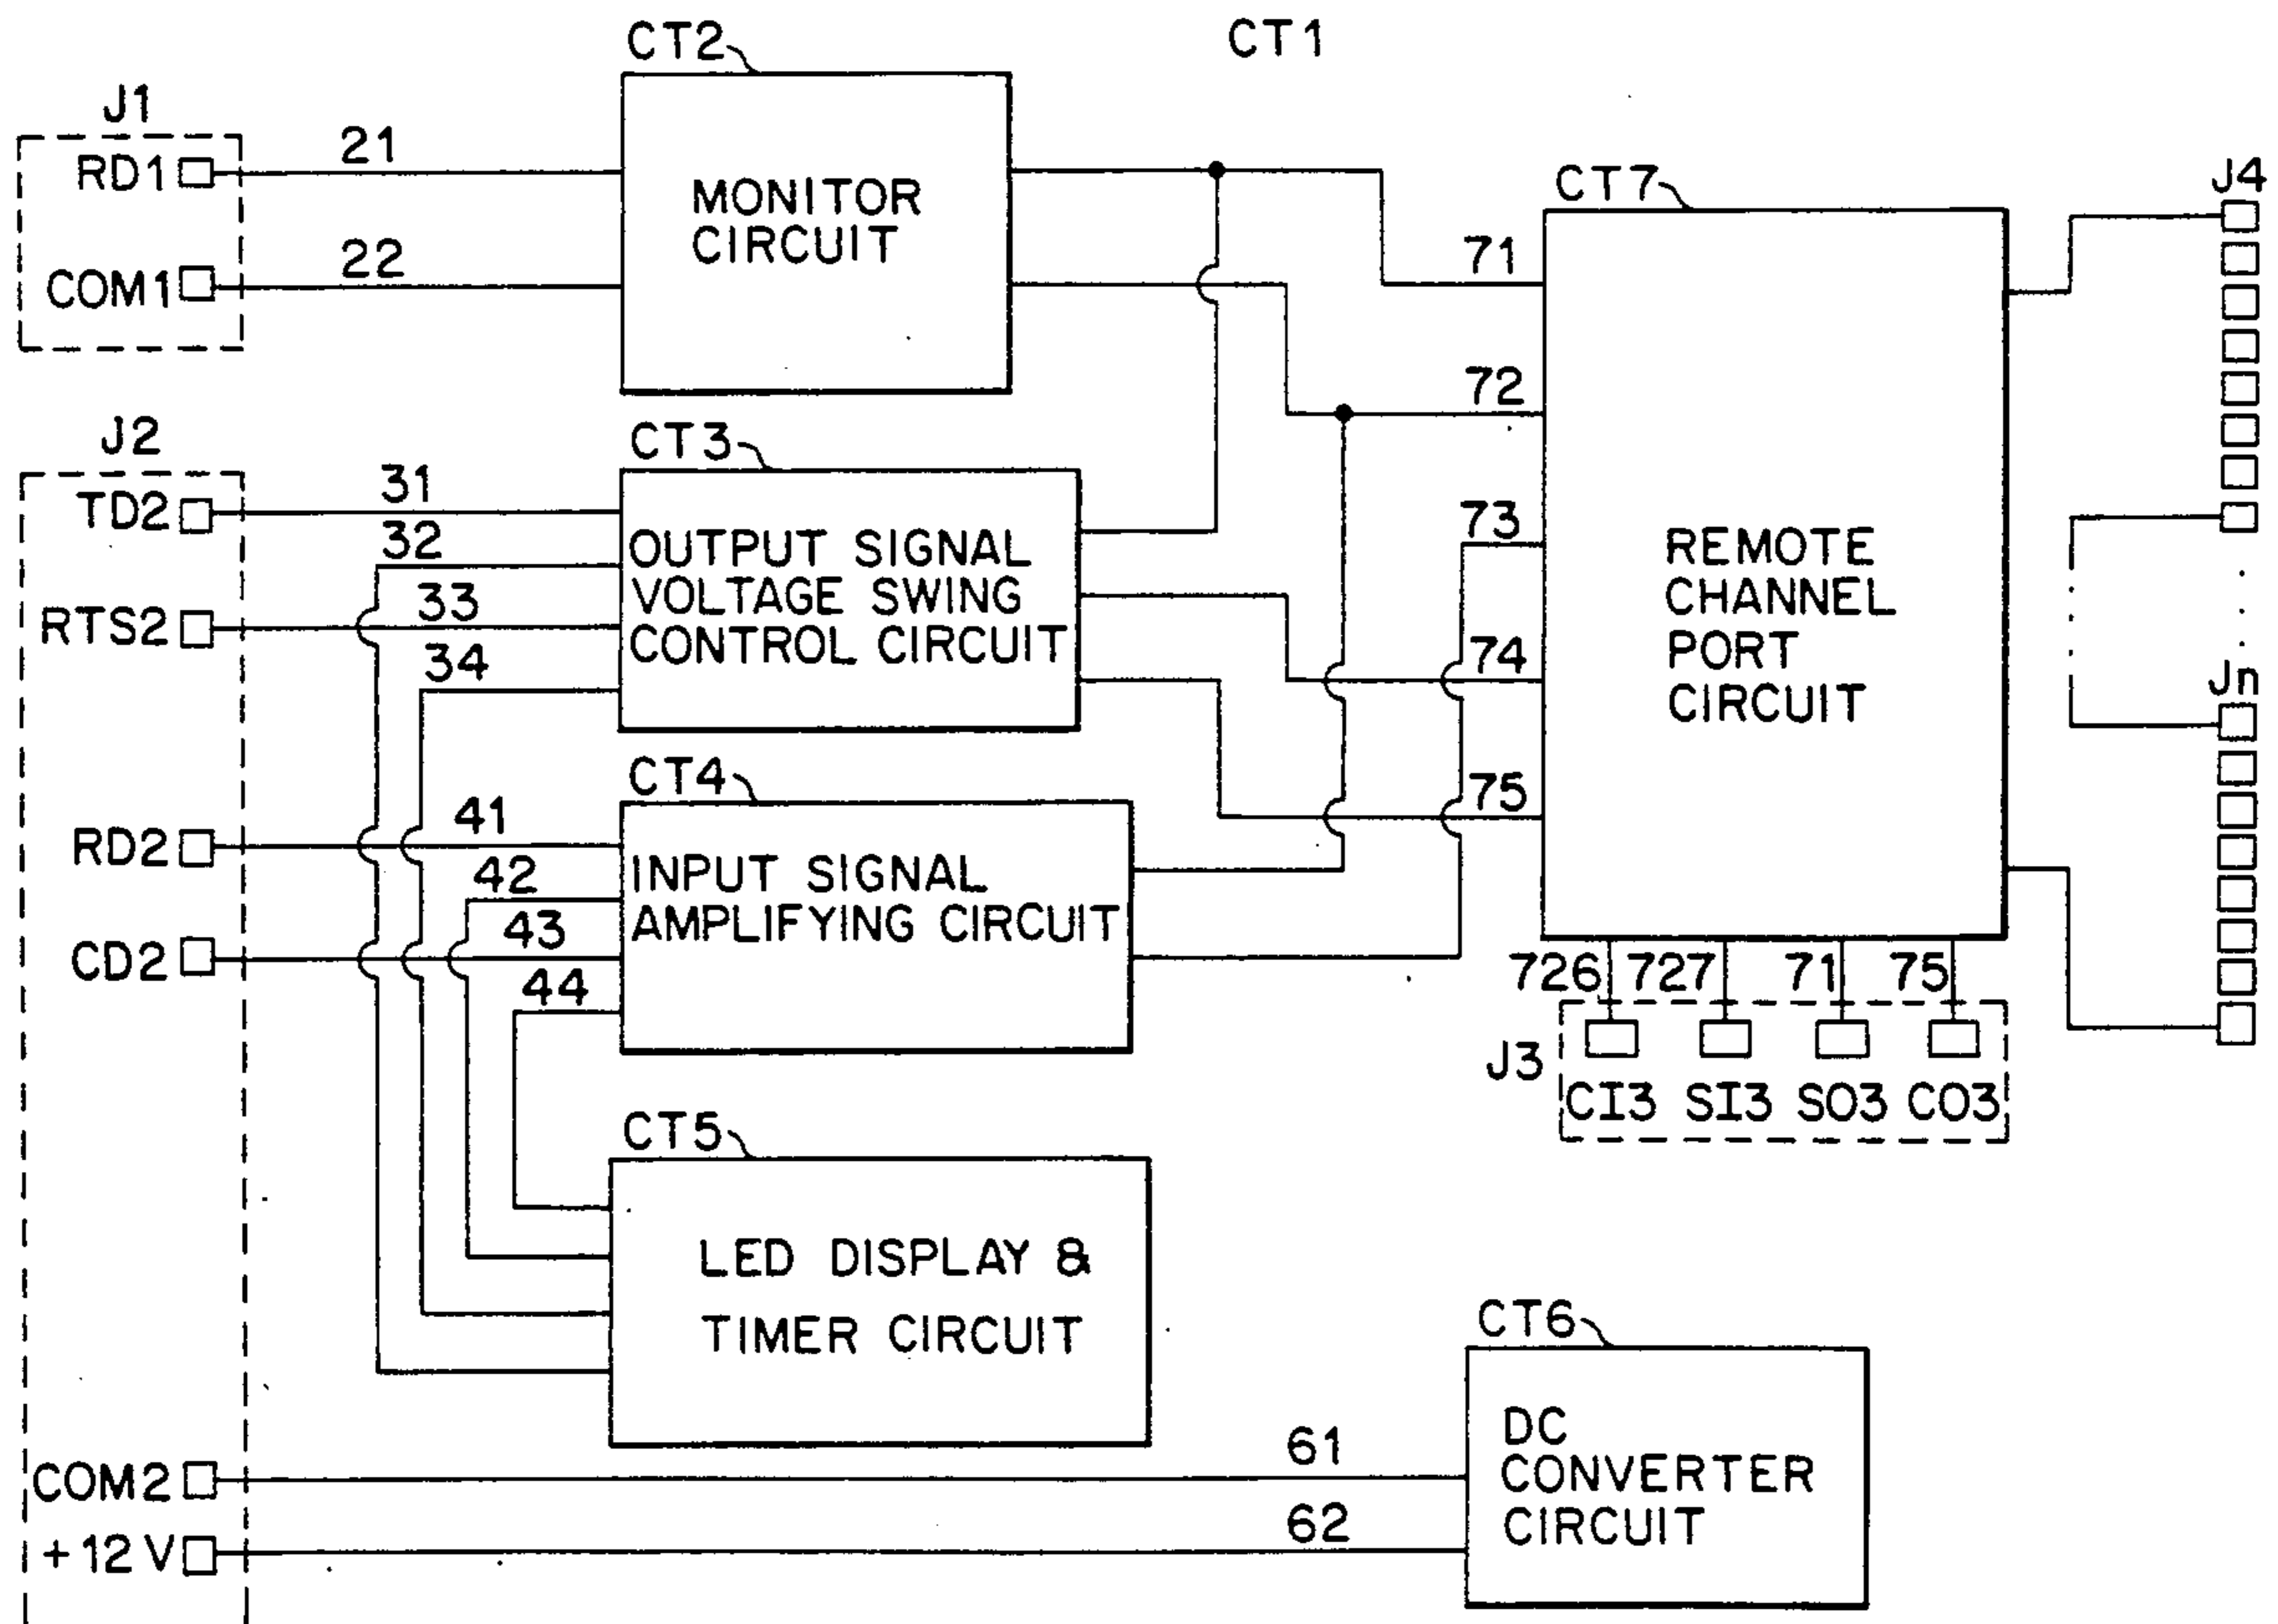 CT1
CT2
J1
RD1
21
COM1
22
MONITOR
CIRCUIT
CT7
J4
71
72
73
74
75
REMOTE
CHANNEL
PORT
CIRCUIT
Jn
J2
TD2
31
32
RTS2
33
34
CT3
OUTPUT SIGNAL
VOLTAGE SWING
CONTROL CIRCUIT
CT4
RD2
41
42
CD2
43
44
INPUT SIGNAL
AMPLIFYING CIRCUIT
726
727
71
75
J3
CI3
SI3
SO3
CO3
CT5
LED DISPLAY &
TIMER CIRCUIT
CT6
DC
CONVERTER
CIRCUIT
COM2
61
+12V
62